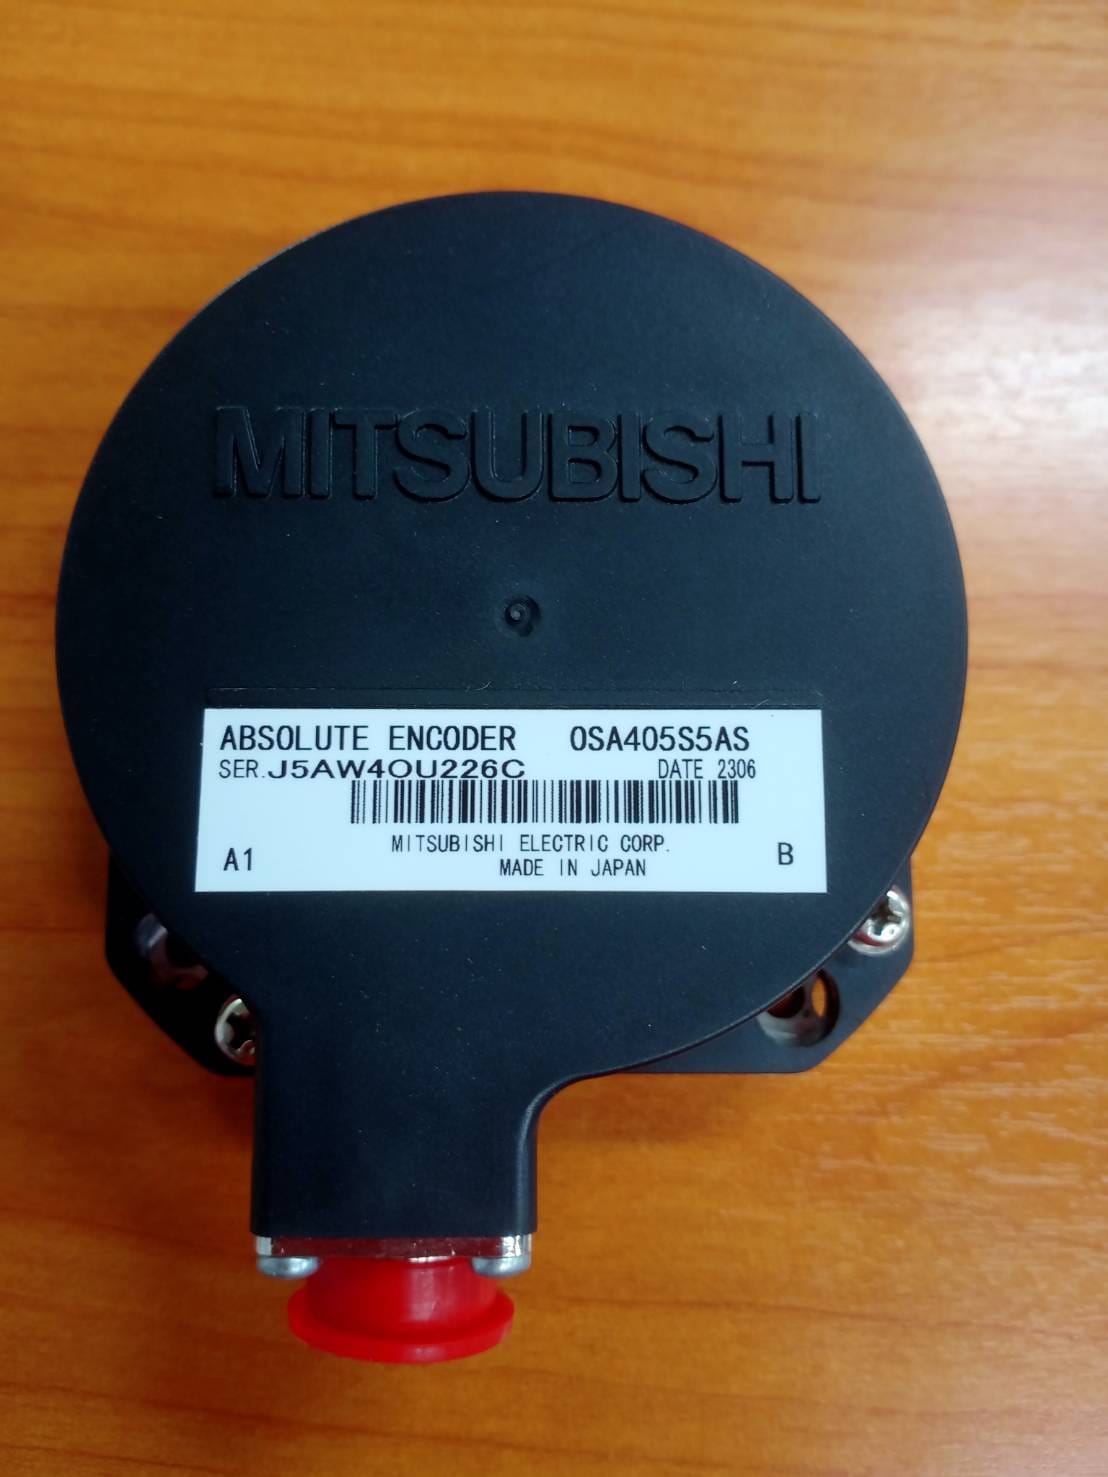 MITSUBISHI
ABSOLUTE ENCODER OSA405S5AS
SER.J5AW4OU226C DATE 2306
MITSUBISHI ELECTRIC CORP.
A1 MADE IN JAPAN B